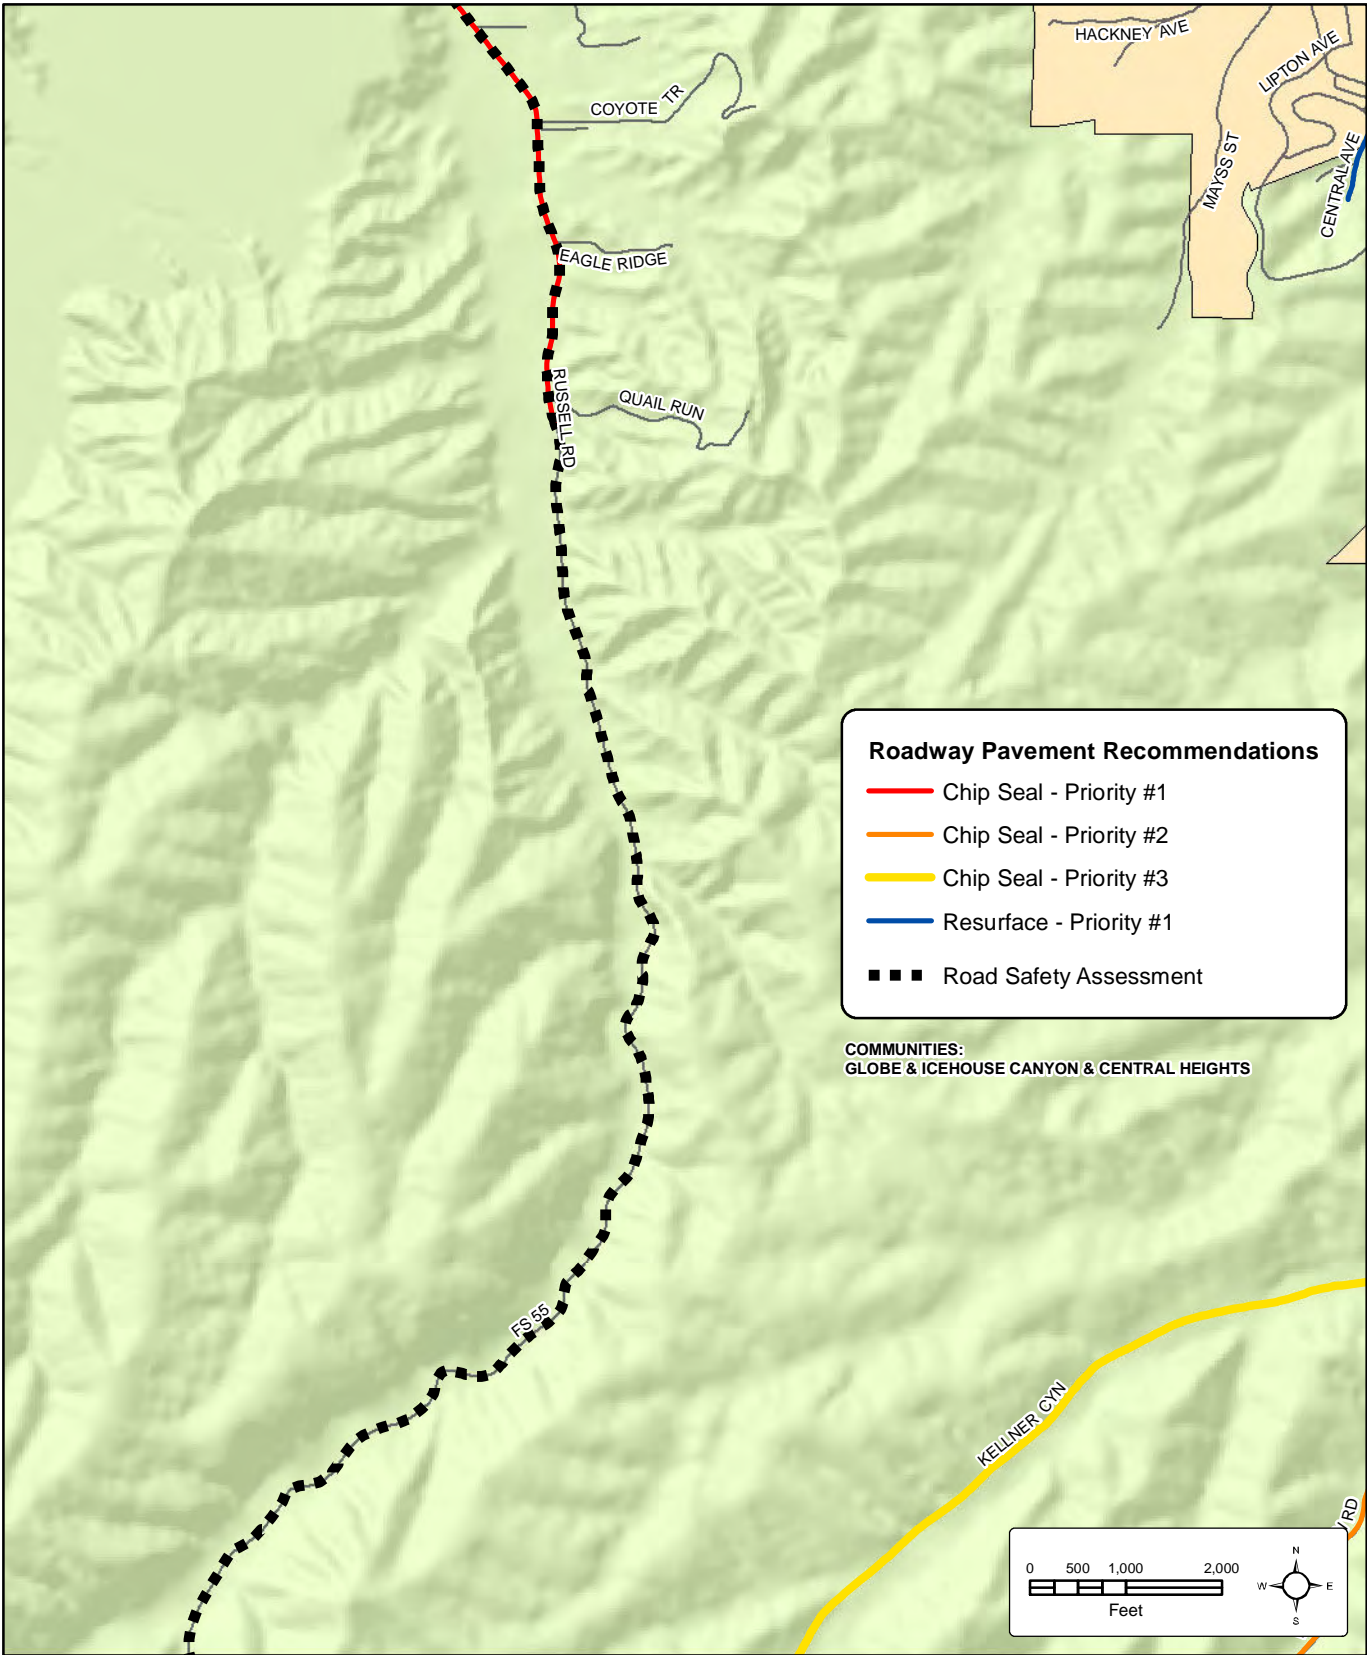 HACKNEY AVE
LIPTON AVE
COYOTE TR
MAYSS ST
CENTRAL AVE
EAGLE RIDGE
RUSSELL RD
QUAIL RUN
Roadway Pavement Recommendations
Chip Seal - Priority #1
Chip Seal - Priority #2
Chip Seal - Priority #3
Resurface - Priority #1
Road Safety Assessment
COMMUNITIES:
GLOBE & ICEHOUSE CANYON & CENTRAL HEIGHTS
FS 55
KELLNER CYN
RD
0 500 1,000 2,000
Feet
N
W E
S